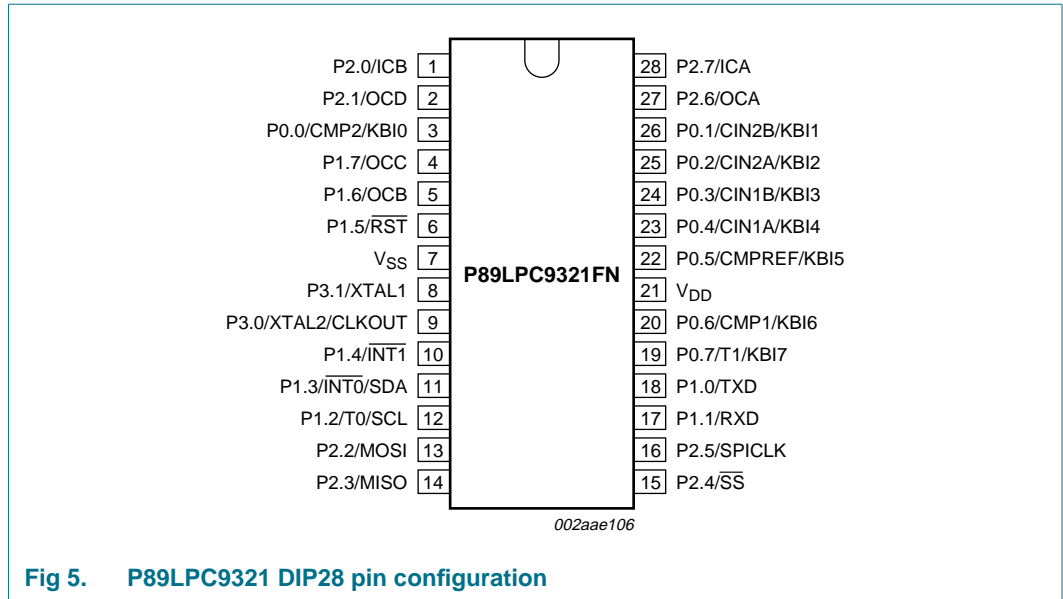 P2.0/ICB 1 28 P2.7/ICA
P2.1/OCD 2 27 P2.6/OCA
P0.0/CMP2/KBI0 3 26 P0.1/CIN2B/KBI1
P1.7/OCC 4 25 P0.2/CIN2A/KBI2
P1.6/OCB 5 24 P0.3/CIN1B/KBI3
P1.5/R̅S̅T̅ 6 23 P0.4/CIN1A/KBI4
VSS 7 22 P0.5/CMPREF/KBI5
P89LPC9321FN
P3.1/XTAL1 8 21 VDD
P3.0/XTAL2/CLKOUT 9 20 P0.6/CMP1/KBI6
P1.4/I̅N̅T̅1̅ 10 19 P0.7/T1/KBI7
P1.3/I̅N̅T̅0̅/SDA 11 18 P1.0/TXD
P1.2/T0/SCL 12 17 P1.1/RXD
P2.2/MOSI 13 16 P2.5/SPICLK
P2.3/MISO 14 15 P2.4/S̅S̅
002aae106
Fig 5. P89LPC9321 DIP28 pin configuration